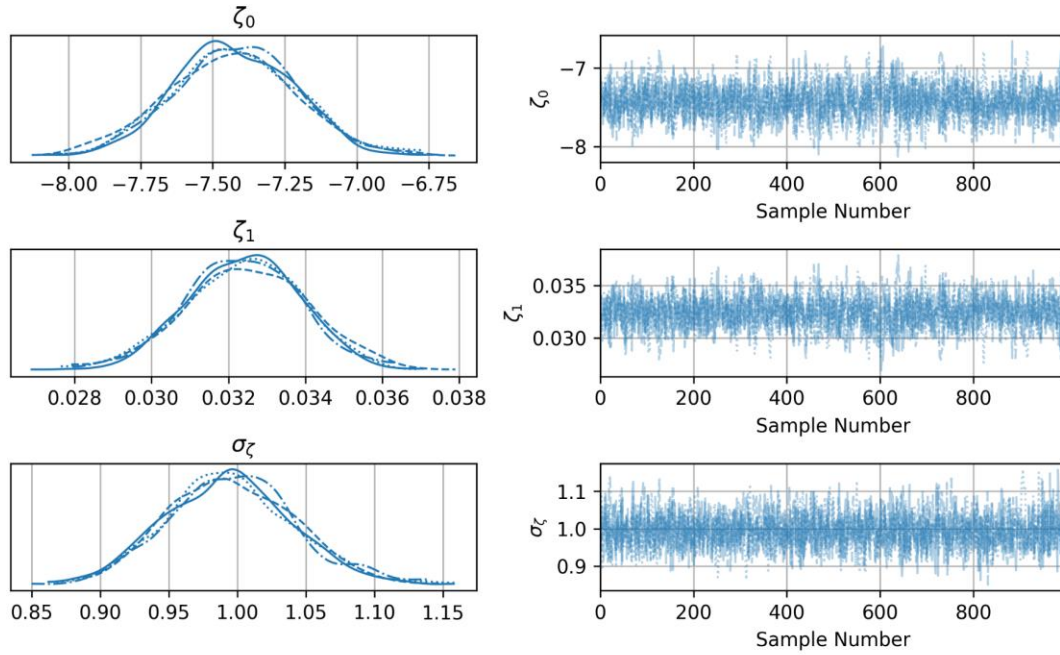 ζ₀
−8.00 −7.75 −7.50 −7.25 −7.00 −6.75
ζ₀
−7
−8
0 200 400 600 800
Sample Number
ζ₁
0.028 0.030 0.032 0.034 0.036 0.038
ζ₁
0.035
0.030
0 200 400 600 800
Sample Number
σ_ζ
0.85 0.90 0.95 1.00 1.05 1.10 1.15
σ_ζ
1.1
1.0
0.9
0 200 400 600 800
Sample Number